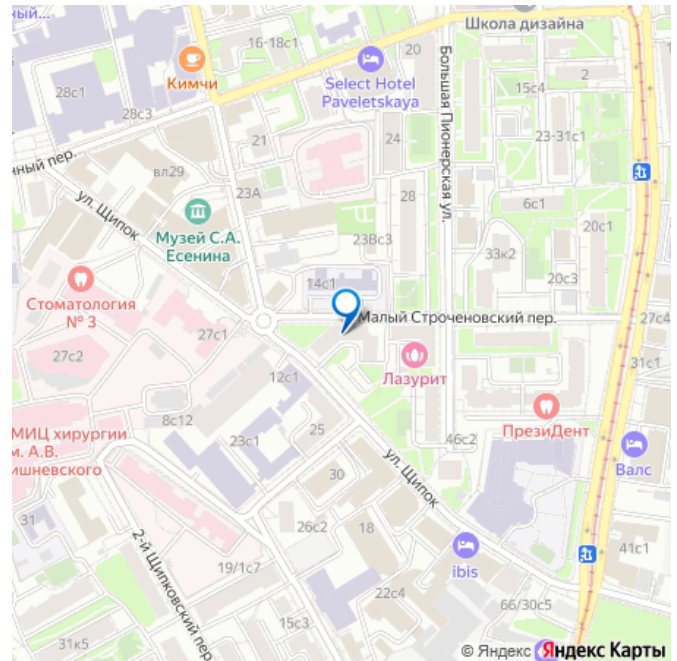 ный...
16-18с1
20
Школа дизайна
Кимчи
Select Hotel
Paveletskaya
Большая Пионерская ул.
2
15с4
28с1
28с3
21
24
23-31с1
нный пер.
вл29
23А
28
6с1
20с1
ул. Щипок
Музей С.А.
Есенина
23Вс3
33к2
14с1
20с3
Стоматология
№ 3
27с1
Малый Строченовский пер.
27с4
27с2
31с1
Лазурит
12с1
8с12
МИЦ хирургии
м. А.В.
ишневского
23с1
25
46с2
ПрезиДент
Валс
ул. Щипок
30
31
26с2
18
2-й Щипковский пер.
ibis
41с1
19/1с7
22с4
66/30с5
15с3
31к5
© Яндекс Яндекс Карты